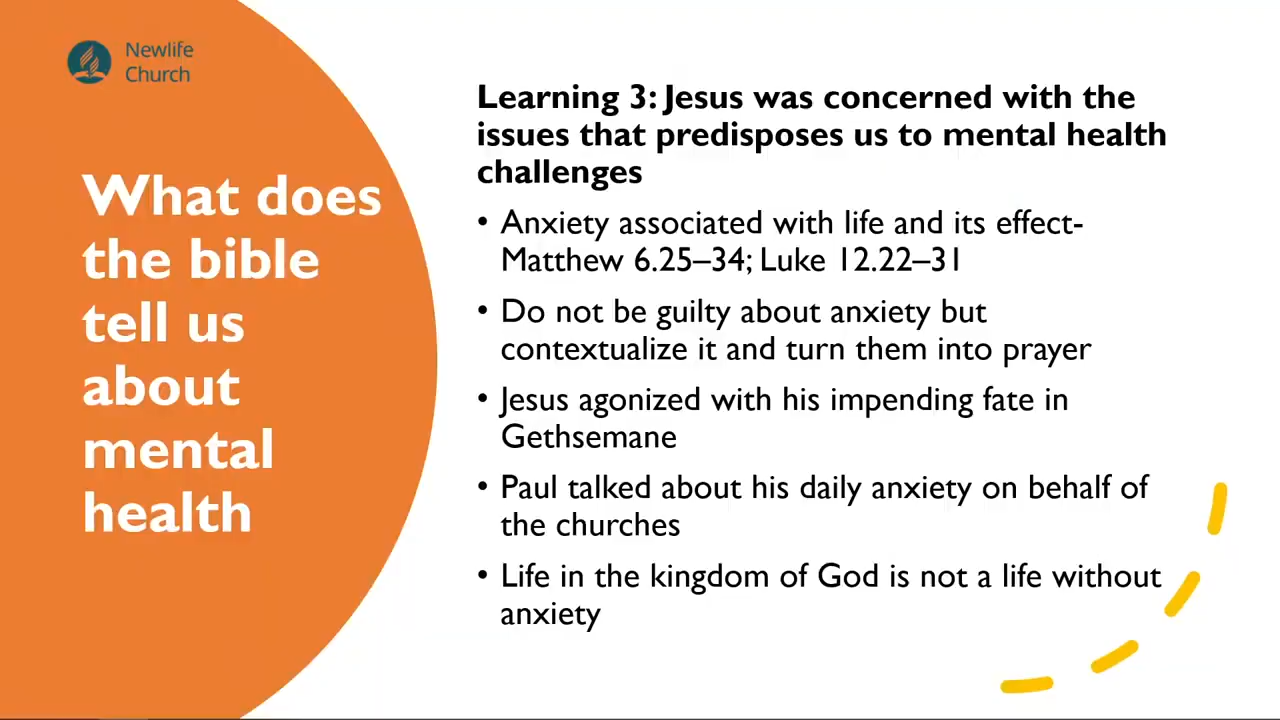 Newlife
Church
What does
the bible
tell us
about
mental
health
Learning 3: Jesus was concerned with the
issues that predisposes us to mental health
challenges
• Anxiety associated with life and its effect-
Matthew 6.25–34; Luke 12.22–31
• Do not be guilty about anxiety but
contextualize it and turn them into prayer
• Jesus agonized with his impending fate in
Gethsemane
• Paul talked about his daily anxiety on behalf of
the churches
• Life in the kingdom of God is not a life without
anxiety